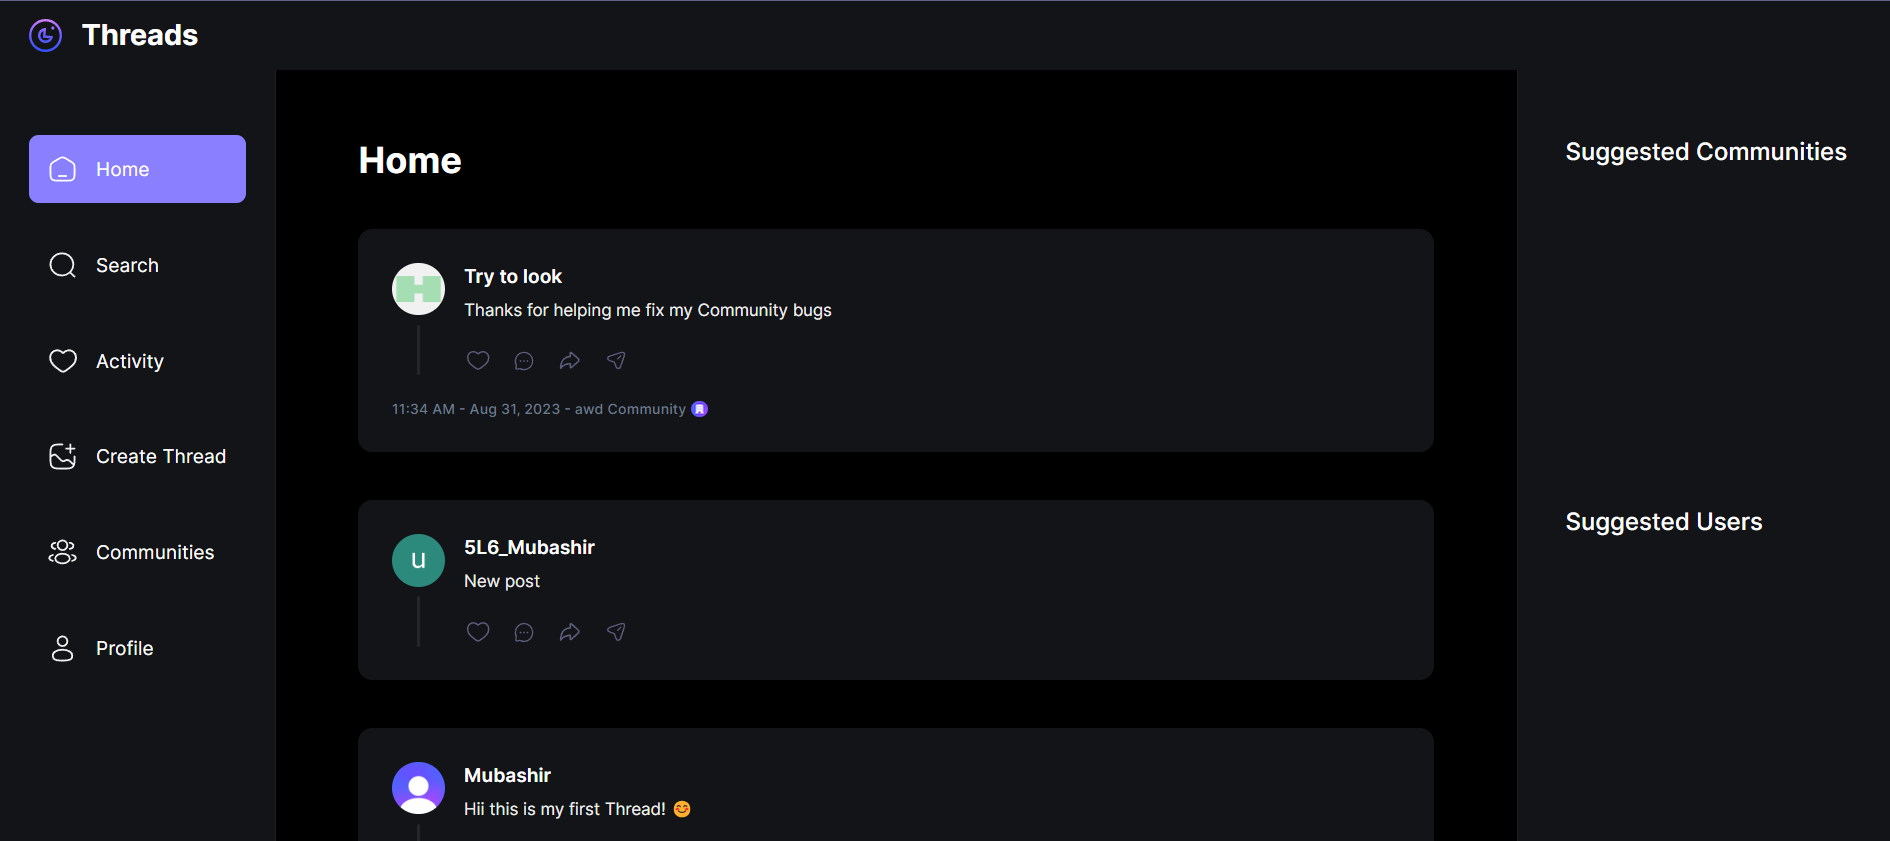 Threads
Home
Search
Activity
Create Thread
Communities
Profile
Home
Try to look
Thanks for helping me fix my Community bugs
11:34 AM - Aug 31, 2023 - awd Community
u
5L6_Mubashir
New post
Mubashir
Hii this is my first Thread! 😊
Suggested Communities
Suggested Users